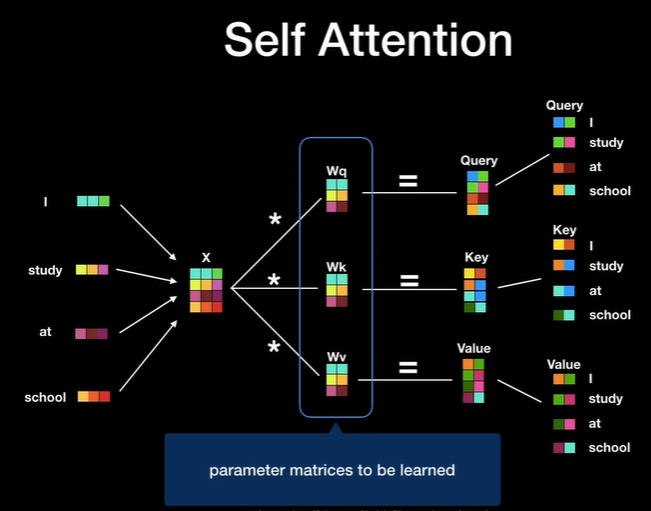 Self Attention
I
study
at
school
X
*
*
*
Wq
Wk
Wv
=
=
=
Query
Key
Value
Query
I
study
at
school
Key
I
study
at
school
Value
I
study
at
school
parameter matrices to be learned